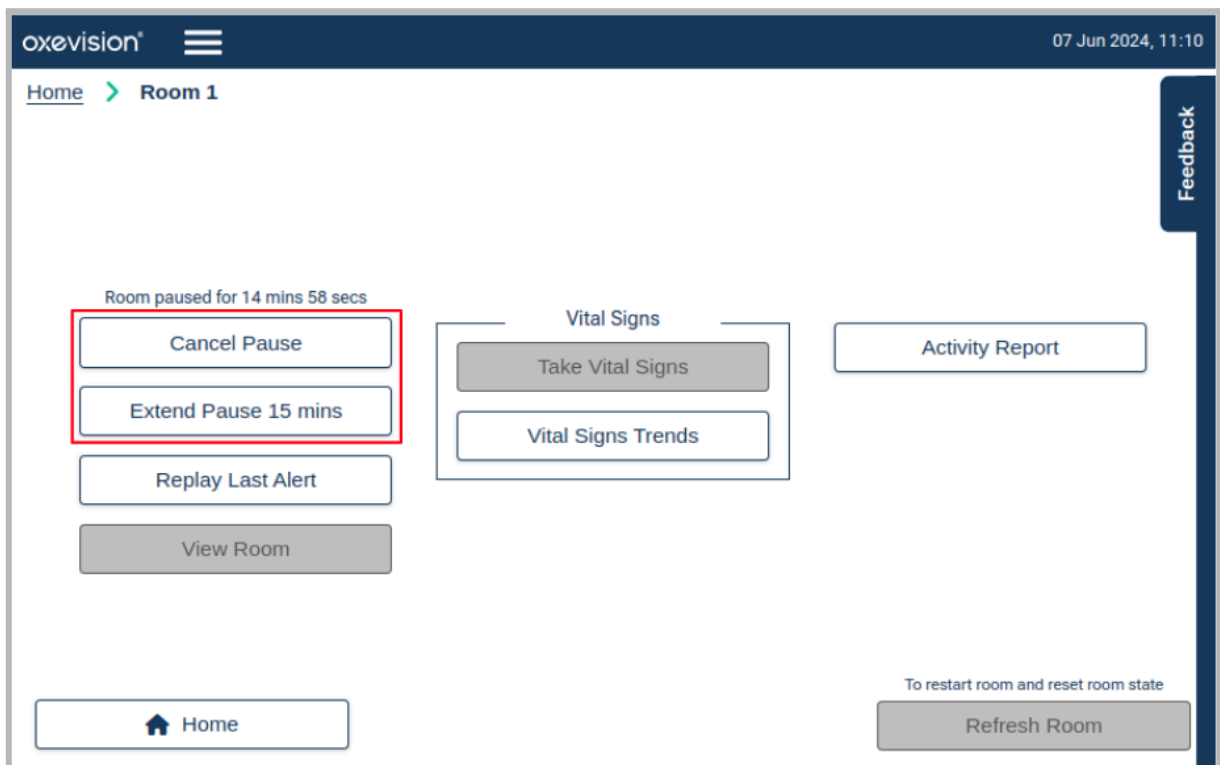 oxevision®
07 Jun 2024, 11:10
Home > Room 1
Feedback
Room paused for 14 mins 58 secs
Cancel Pause
Extend Pause 15 mins
Replay Last Alert
View Room
Vital Signs
Take Vital Signs
Vital Signs Trends
Activity Report
Home
To restart room and reset room state
Refresh Room